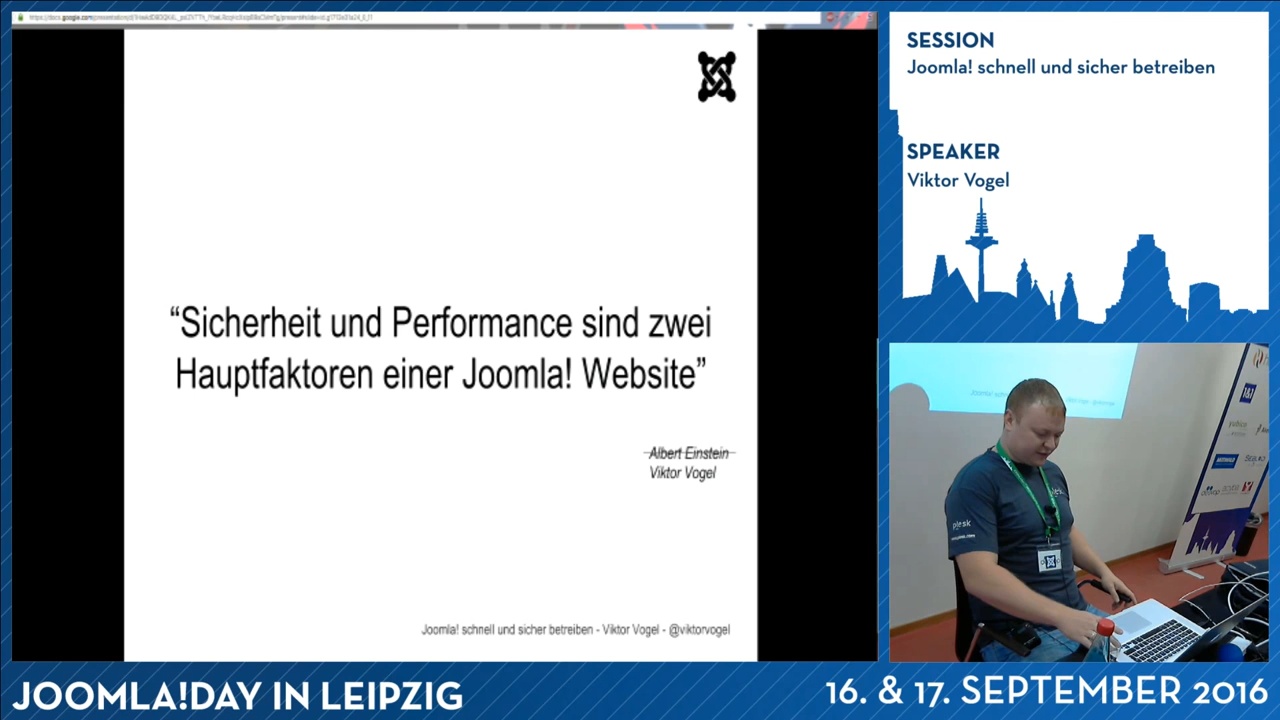 SESSION
Joomla! schnell und sicher betreiben
SPEAKER
Viktor Vogel
“Sicherheit und Performance sind zwei
Hauptfaktoren einer Joomla! Website”
Albert Einstein
Viktor Vogel
Joomla! schnell und sicher betreiben - Viktor Vogel - @viktorvogel
plesk
1&1
JOOMLA!DAY IN LEIPZIG
16. & 17. SEPTEMBER 2016